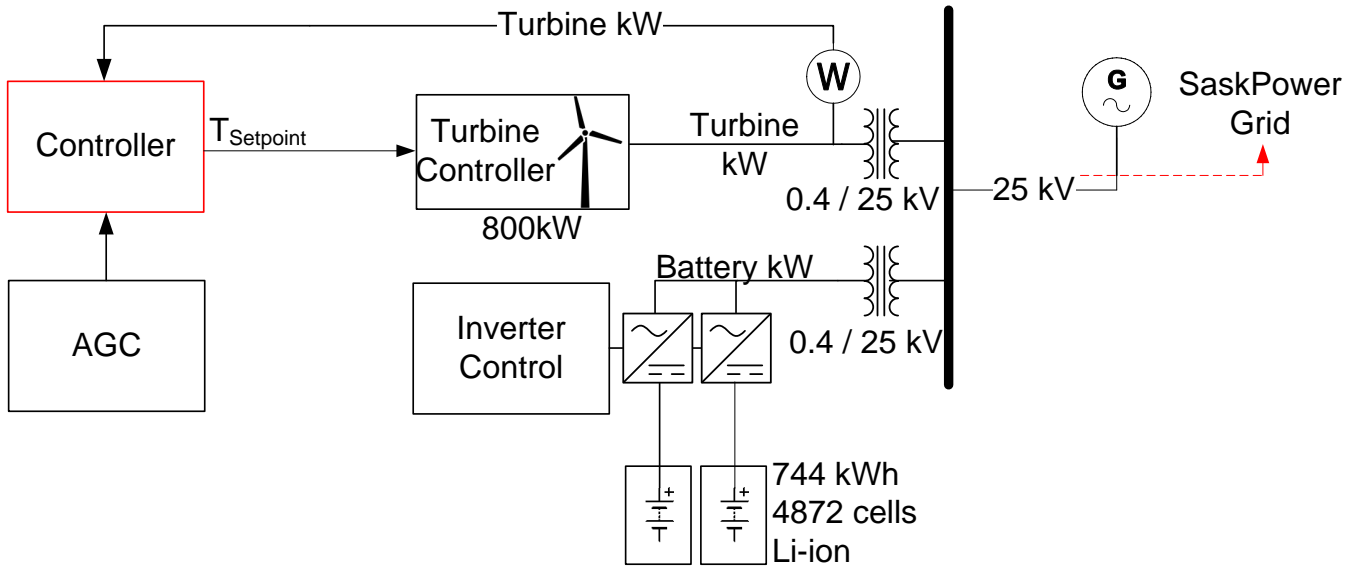 Turbine kW
W
G
SaskPower
Grid
Controller
TSetpoint
Turbine
Controller
800kW
Turbine
kW
0.4 / 25 kV
25 kV
AGC
Inverter
Control
Battery kW
0.4 / 25 kV
744 kWh
4872 cells
Li-ion
+
+